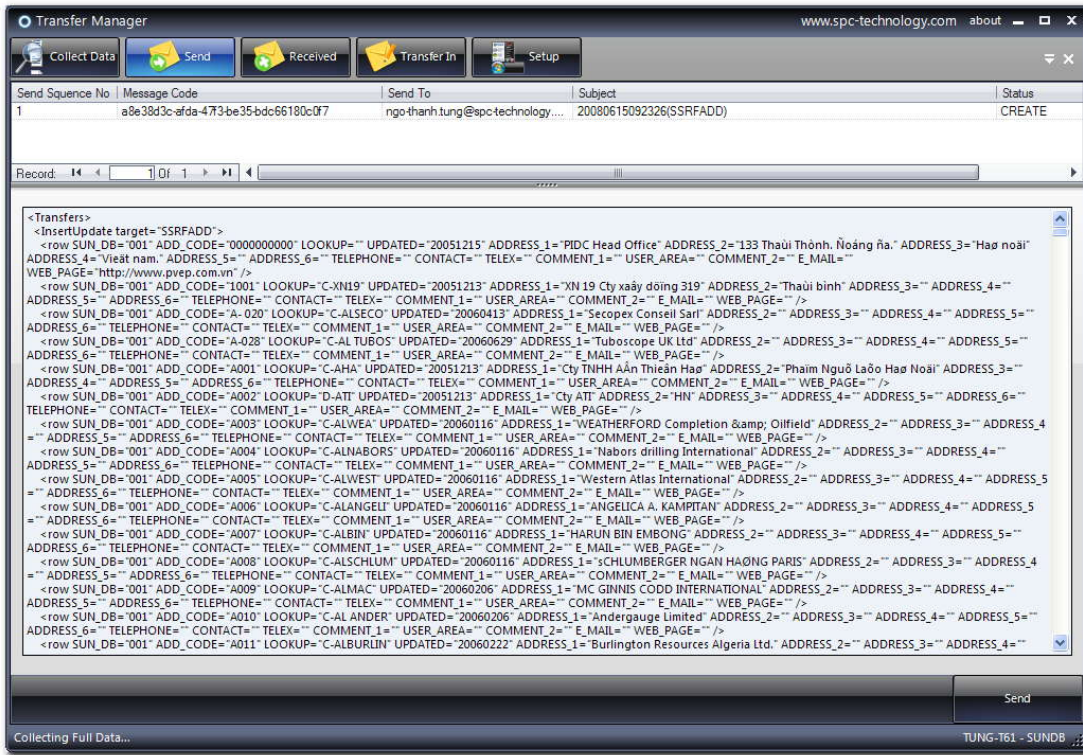 Transfer Manager www.spc-technology.com about
Collect Data Send Received Transfer In Setup
Send Squence No Message Code Send To Subject Status
1 a8e38d3c-afda-47f3-be35-bdc66180c0f7 ngo-thanh.tung@spc-technology.... 20080615092326(SSRFADD) CREATE
Record: 1 Of 1
<Transfers>
<InsertUpdate target="SSRFADD">
<row SUN_DB="001" ADD_CODE="0000000000" LOOKUP="" UPDATED="20051215" ADDRESS_1="PIDC Head Office" ADDRESS_2="133 Thaùi Thònh. Ñoáng ña." ADDRESS_3="Haø noäi"
ADDRESS_4="Vieät nam." ADDRESS_5="" ADDRESS_6="" TELEPHONE="" CONTACT="" TELEX="" COMMENT_1="" USER_AREA="" COMMENT_2="" E_MAIL=""
WEB_PAGE="http://www.pvep.com.vn" />
<row SUN_DB="001" ADD_CODE="1001" LOOKUP="C-XN19" UPDATED="20051213" ADDRESS_1="XN 19 Cty xaây döïng 319" ADDRESS_2="Thaùi bình" ADDRESS_3="" ADDRESS_4=""
ADDRESS_5="" ADDRESS_6="" TELEPHONE="" CONTACT="" TELEX="" COMMENT_1="" USER_AREA="" COMMENT_2="" E_MAIL="" WEB_PAGE="" />
<row SUN_DB="001" ADD_CODE="A- 020" LOOKUP="C-ALSECO" UPDATED="20060413" ADDRESS_1="Secopex Conseil Sarl" ADDRESS_2="" ADDRESS_3="" ADDRESS_4="" ADDRESS_5=""
ADDRESS_6="" TELEPHONE="" CONTACT="" TELEX="" COMMENT_1="" USER_AREA="" COMMENT_2="" E_MAIL="" WEB_PAGE="" />
<row SUN_DB="001" ADD_CODE="A-028" LOOKUP="C-AL TUBOS" UPDATED="20060629" ADDRESS_1="Tuboscope UK Ltd" ADDRESS_2="" ADDRESS_3="" ADDRESS_4="" ADDRESS_5=""
ADDRESS_6="" TELEPHONE="" CONTACT="" TELEX="" COMMENT_1="" USER_AREA="" COMMENT_2="" E_MAIL="" WEB_PAGE="" />
<row SUN_DB="001" ADD_CODE="A001" LOOKUP="C-AHA" UPDATED="20051213" ADDRESS_1="Cty TNHH AÂn Thieân Haø" ADDRESS_2="Phaïm Nguõ Laõo Haø Noäi" ADDRESS_3=""
ADDRESS_4="" ADDRESS_5="" ADDRESS_6="" TELEPHONE="" CONTACT="" TELEX="" COMMENT_1="" USER_AREA="" COMMENT_2="" E_MAIL="" WEB_PAGE="" />
<row SUN_DB="001" ADD_CODE="A002" LOOKUP="D-ATI" UPDATED="20051213" ADDRESS_1="Cty ATI" ADDRESS_2="HN" ADDRESS_3="" ADDRESS_4="" ADDRESS_5="" ADDRESS_6=""
TELEPHONE="" CONTACT="" TELEX="" COMMENT_1="" USER_AREA="" COMMENT_2="" E_MAIL="" WEB_PAGE="" />
<row SUN_DB="001" ADD_CODE="A003" LOOKUP="C-ALWEA" UPDATED="20060116" ADDRESS_1="WEATHERFORD Completion &amp; Oilfield" ADDRESS_2="" ADDRESS_3="" ADDRESS_4
="" ADDRESS_5="" ADDRESS_6="" TELEPHONE="" CONTACT="" TELEX="" COMMENT_1="" USER_AREA="" COMMENT_2="" E_MAIL="" WEB_PAGE="" />
<row SUN_DB="001" ADD_CODE="A004" LOOKUP="C-ALNABORS" UPDATED="20060116" ADDRESS_1="Nabors drilling International" ADDRESS_2="" ADDRESS_3="" ADDRESS_4=""
ADDRESS_5="" ADDRESS_6="" TELEPHONE="" CONTACT="" TELEX="" COMMENT_1="" USER_AREA="" COMMENT_2="" E_MAIL="" WEB_PAGE="" />
<row SUN_DB="001" ADD_CODE="A005" LOOKUP="C-ALWEST" UPDATED="20060116" ADDRESS_1="Western Atlas International" ADDRESS_2="" ADDRESS_3="" ADDRESS_4="" ADDRESS_5
="" ADDRESS_6="" TELEPHONE="" CONTACT="" TELEX="" COMMENT_1="" USER_AREA="" COMMENT_2="" E_MAIL="" WEB_PAGE="" />
<row SUN_DB="001" ADD_CODE="A006" LOOKUP="C-ALANGELI" UPDATED="20060116" ADDRESS_1="ANGELICA A. KAMPITAN" ADDRESS_2="" ADDRESS_3="" ADDRESS_4="" ADDRESS_5
="" ADDRESS_6="" TELEPHONE="" CONTACT="" TELEX="" COMMENT_1="" USER_AREA="" COMMENT_2="" E_MAIL="" WEB_PAGE="" />
<row SUN_DB="001" ADD_CODE="A007" LOOKUP="C-ALBIN" UPDATED="20060116" ADDRESS_1="HARUN BIN EMBONG" ADDRESS_2="" ADDRESS_3="" ADDRESS_4="" ADDRESS_5=""
ADDRESS_6="" TELEPHONE="" CONTACT="" TELEX="" COMMENT_1="" USER_AREA="" COMMENT_2="" E_MAIL="" WEB_PAGE="" />
<row SUN_DB="001" ADD_CODE="A008" LOOKUP="C-ALSCHLUM" UPDATED="20060116" ADDRESS_1="sCHLUMBERGER NGAN HAØNG PARIS" ADDRESS_2="" ADDRESS_3="" ADDRESS_4
="" ADDRESS_5="" ADDRESS_6="" TELEPHONE="" CONTACT="" TELEX="" COMMENT_1="" USER_AREA="" COMMENT_2="" E_MAIL="" WEB_PAGE="" />
<row SUN_DB="001" ADD_CODE="A009" LOOKUP="C-ALMAC" UPDATED="20060206" ADDRESS_1="MC GINNIS CODD INTERNATIONAL" ADDRESS_2="" ADDRESS_3="" ADDRESS_4=""
ADDRESS_5="" ADDRESS_6="" TELEPHONE="" CONTACT="" TELEX="" COMMENT_1="" USER_AREA="" COMMENT_2="" E_MAIL="" WEB_PAGE="" />
<row SUN_DB="001" ADD_CODE="A010" LOOKUP="C-AL ANDER" UPDATED="20060206" ADDRESS_1="Andergauge Limited" ADDRESS_2="" ADDRESS_3="" ADDRESS_4="" ADDRESS_5=""
ADDRESS_6="" TELEPHONE="" CONTACT="" TELEX="" COMMENT_1="" USER_AREA="" COMMENT_2="" E_MAIL="" WEB_PAGE="" />
<row SUN_DB="001" ADD_CODE="A011" LOOKUP="C-ALBURLIN" UPDATED="20060222" ADDRESS_1="Burlington Resources Algeria Ltd." ADDRESS_2="" ADDRESS_3="" ADDRESS_4=""
Send
Collecting Full Data... TUNG-T61 - SUNDB